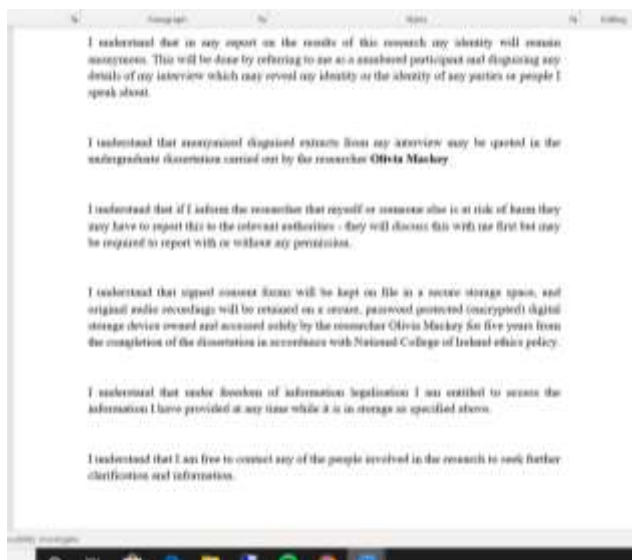 Paragraph
Styles
Editing
I understand that in any report on the results of this research my identity will remain
anonymous. This will be done by referring to me as a numbered participant and disguising any
details of my interview which may reveal my identity or the identity of any parties or people I
speak about.
I understand that anonymised disguised extracts from my interview may be quoted in the
undergraduate dissertation carried out by the researcher Olivia Mackey
I understand that if I inform the researcher that myself or someone else is at risk of harm they
may have to report this to the relevant authorities - they will discuss this with me first but may
be required to report with or without my permission.
I understand that signed consent forms will be kept on file in a secure storage space, and
original audio recordings will be retained on a secure, password protected (encrypted) digital
storage device owned and accessed solely by the researcher Olivia Mackey for five years from
the completion of the dissertation in accordance with National College of Ireland ethics policy.
I understand that under freedom of information legalisation I am entitled to access the
information I have provided at any time while it is in storage as specified above.
I understand that I am free to contact any of the people involved in the research to seek further
clarification and information.